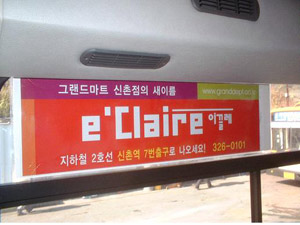 그랜드마트 신촌점의 새이름
www.granddept.co.kr
e'Claire 이끌레
지하철 2호선 신촌역 7번출구로 나오세요! 326-0101